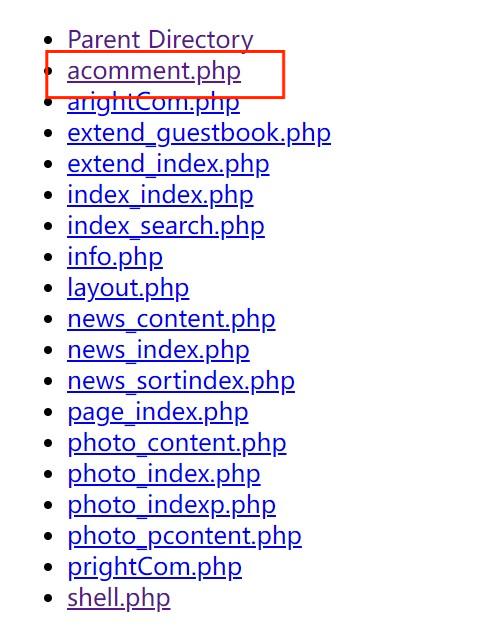 Parent Directory
acomment.php
arightCom.php
extend_guestbook.php
extend_index.php
index_index.php
index_search.php
info.php
layout.php
news_content.php
news_index.php
news_sortindex.php
page_index.php
photo_content.php
photo_index.php
photo_indexp.php
photo_pcontent.php
prightCom.php
shell.php